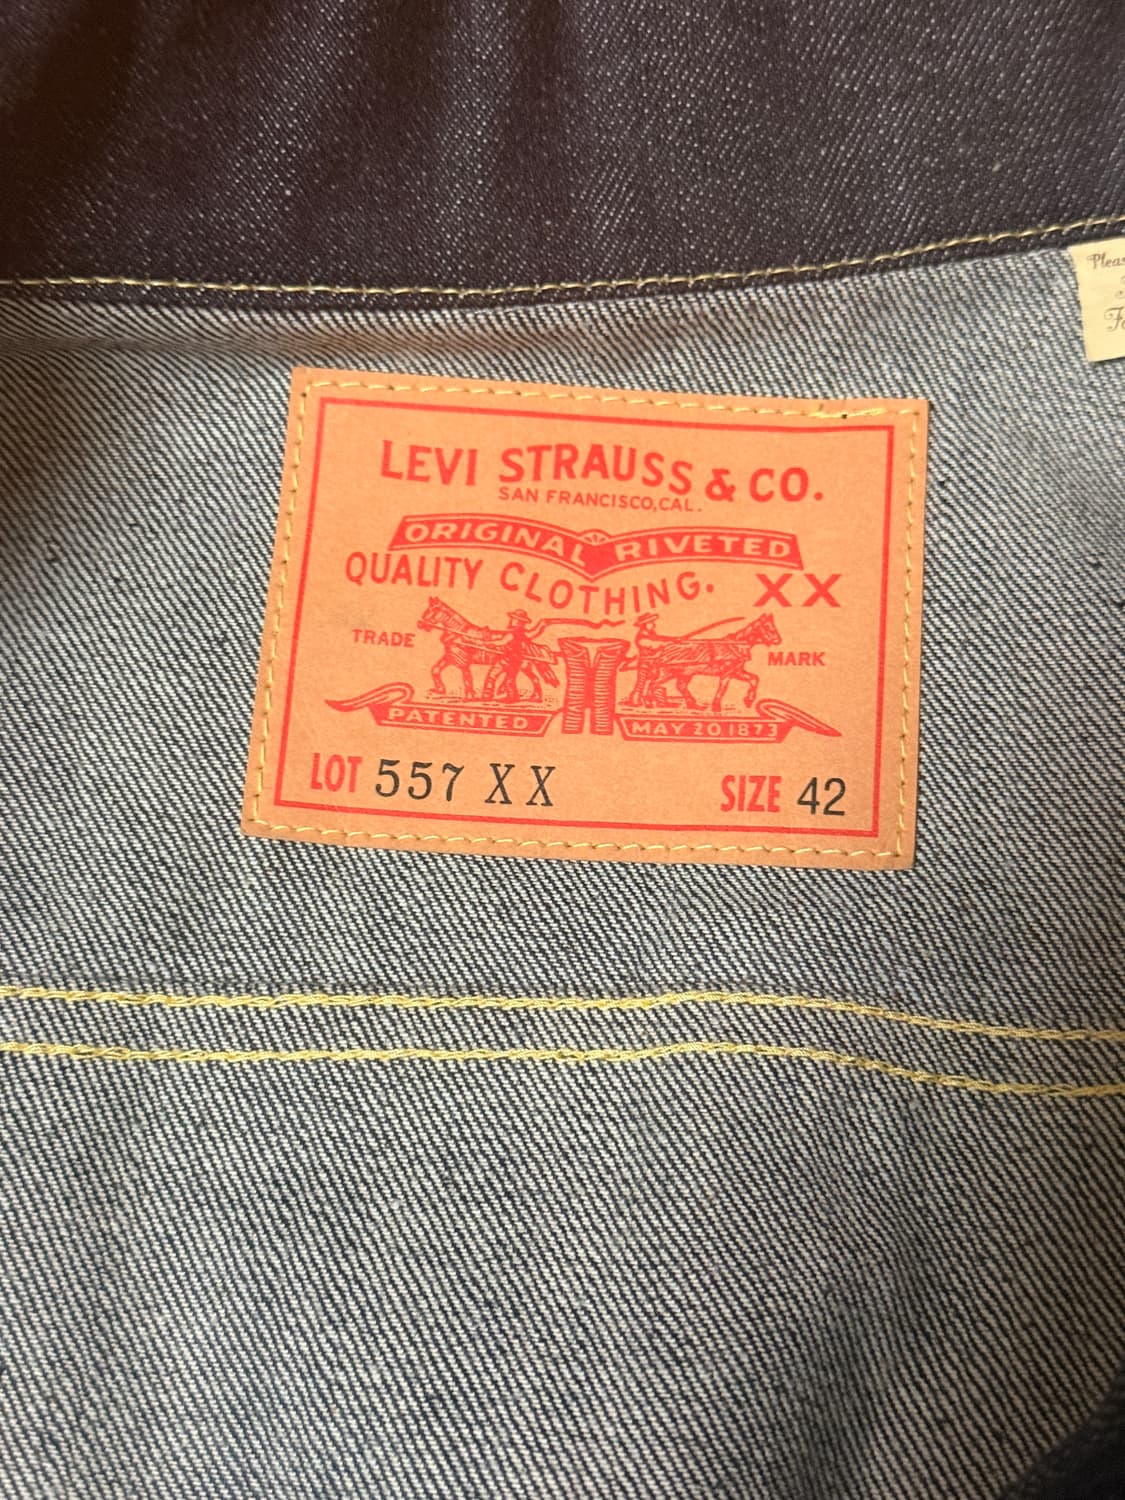 LEVI STRAUSS & CO.
SAN FRANCISCO, CAL.
ORIGINAL RIVETED
QUALITY CLOTHING. XX
TRADE MARK
PATENTED MAY 20 1873
LOT 557 XX SIZE 42